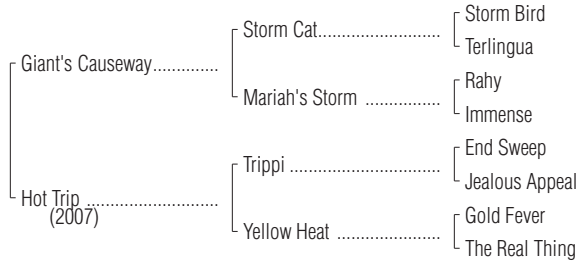 Storm Bird
Storm Cat..............................
Terlingua
Giant's Causeway..............
Rahy
Mariah's Storm ..................
Immense
End Sweep
Trippi ....................................
Jealous Appeal
Hot Trip ................................
(2007)
Gold Fever
Yellow Heat .........................
The Real Thing